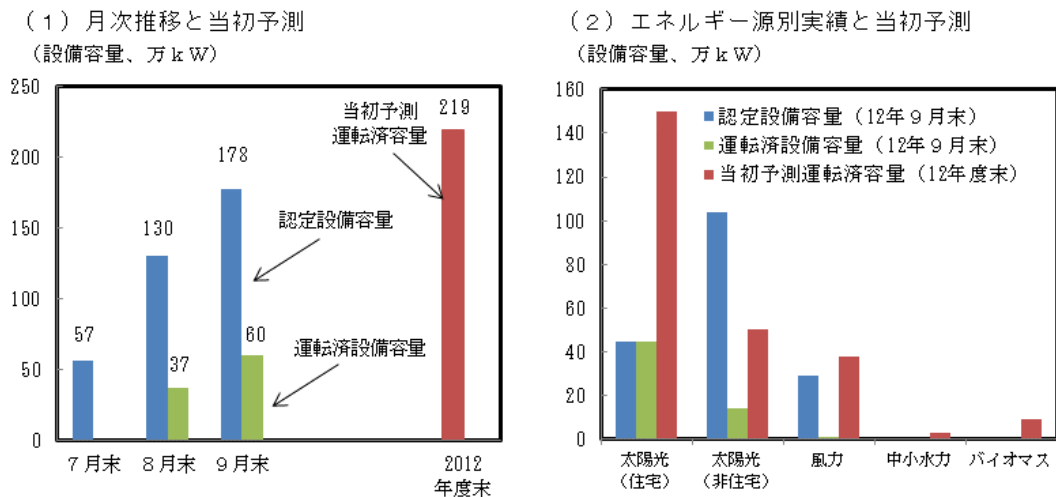 (1)月次推移と当初予測
(設備容量、万kW)
250
200
150
100
50
0
57
130
37
178
60
219
当初予測
運転済容量
認定設備容量
運転済設備容量
7月末
8月末
9月末
2012
年度末
(2)エネルギー源別実績と当初予測
(設備容量、万kW)
160
140
120
100
80
60
40
20
0
認定設備容量(12年9月末)
運転済設備容量(12年9月末)
当初予測運転済容量(12年度末)
太陽光
(住宅)
太陽光
(非住宅)
風力
中小水力
バイオマス